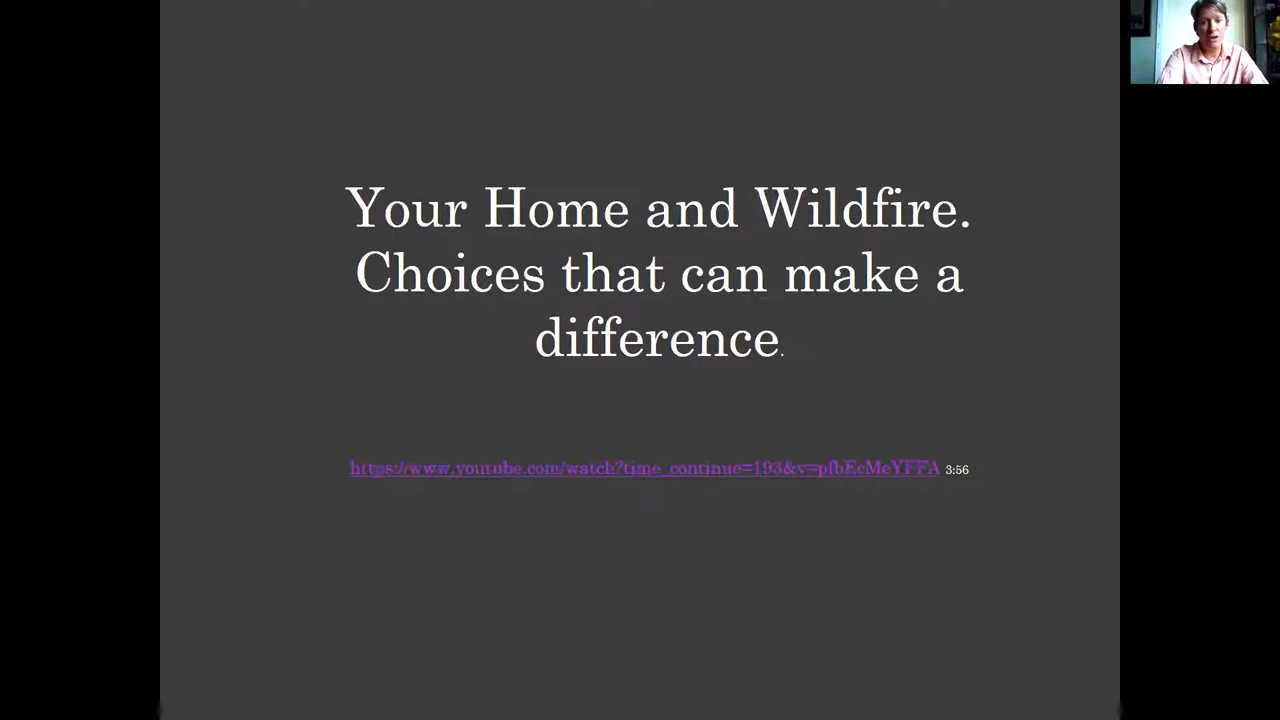 Your Home and Wildfire.
Choices that can make a
difference.
https://www.youtube.com/watch?time_continue=193&v=pfbEcMeYFFA 3:56